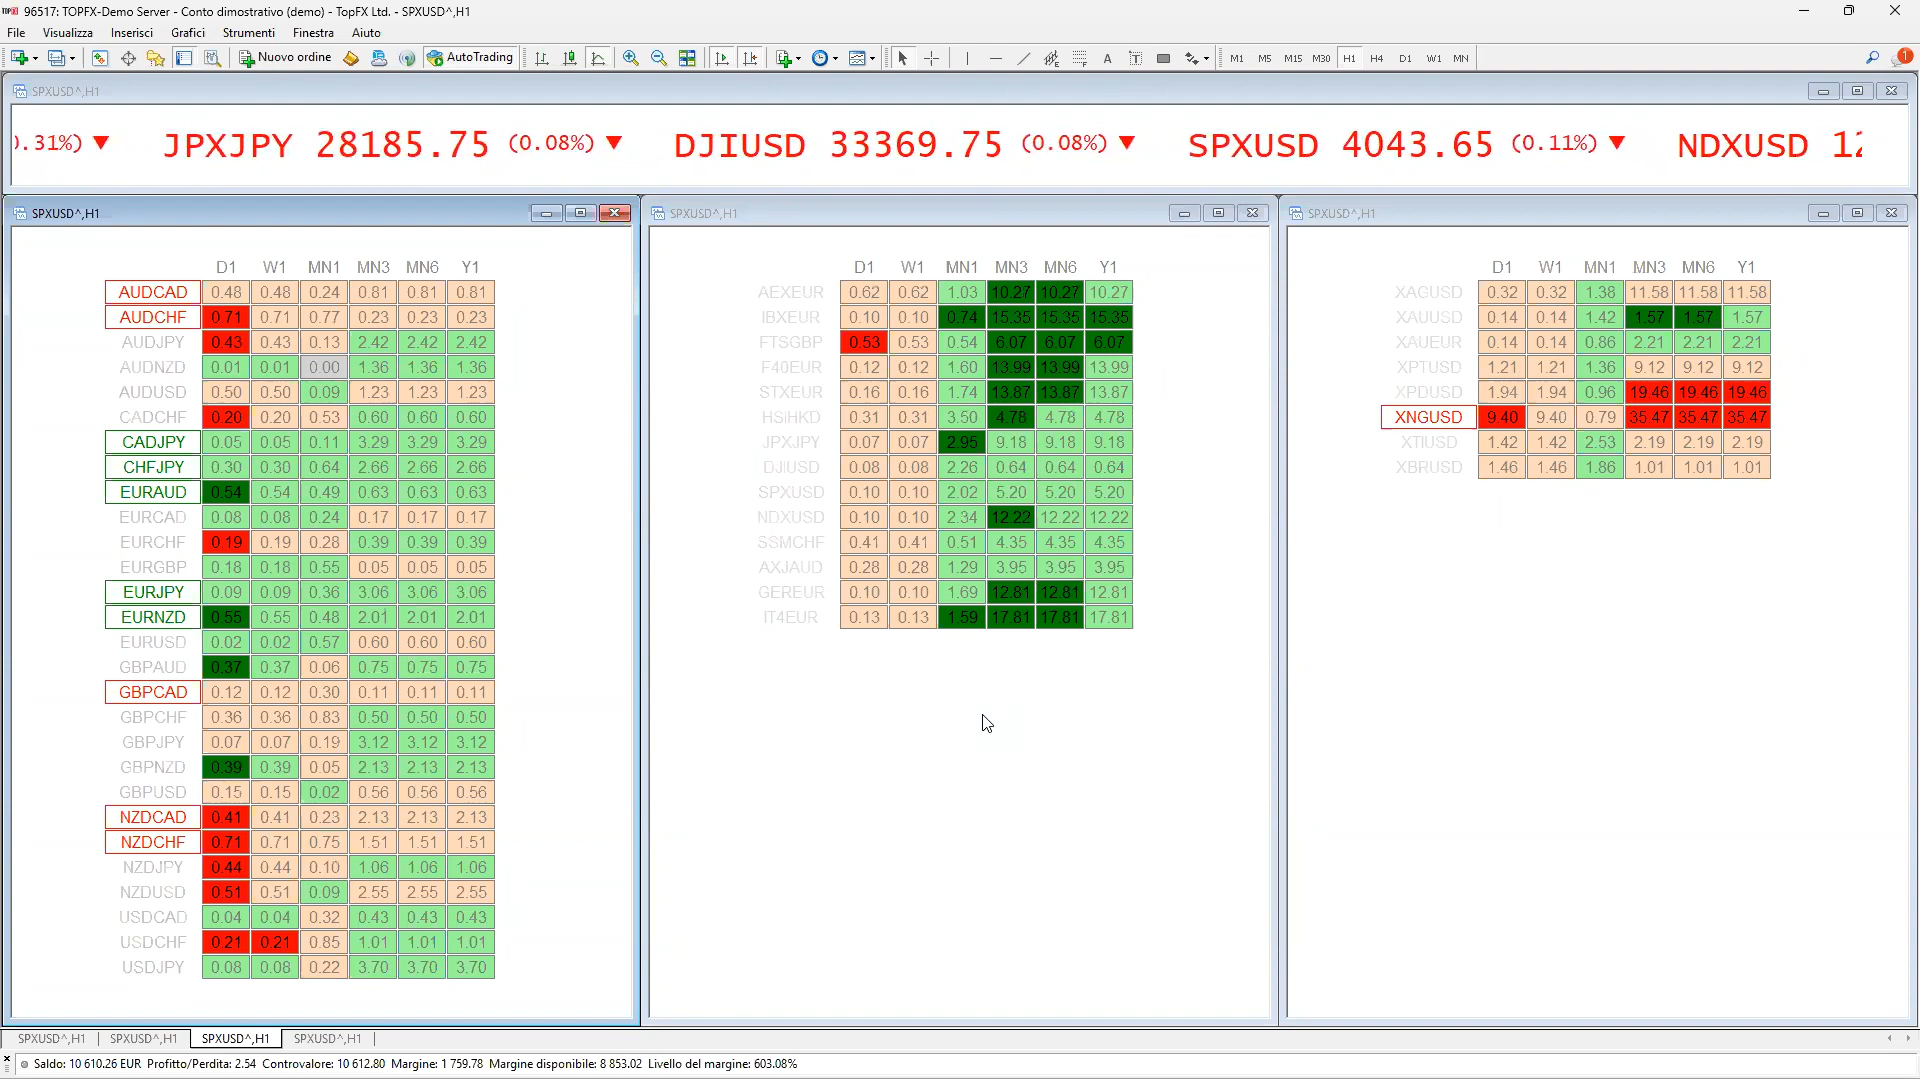 96517: TOPFX-Demo Server - Conto dimostrativo (demo) - TopFX Ltd. - SPXUSD^,H1
File Visualizza Inserisci Grafici Strumenti Finestra Aiuto
Nuovo ordine AutoTrading A T M1 M5 M15 M30 H1 H4 D1 W1 MN 1
SPXUSD^,H1
).31%) ▼ JPXJPY 28185.75 (0.08%) ▼ DJIUSD 33369.75 (0.08%) ▼ SPXUSD 4043.65 (0.11%) ▼ NDXUSD 12
SPXUSD^,H1
D1 W1 MN1 MN3 MN6 Y1
AUDCAD 0.48 0.48 0.24 0.81 0.81 0.81
AUDCHF 0.71 0.71 0.77 0.23 0.23 0.23
AUDJPY 0.43 0.43 0.13 2.42 2.42 2.42
AUDNZD 0.01 0.01 0.00 1.36 1.36 1.36
AUDUSD 0.50 0.50 0.09 1.23 1.23 1.23
CADCHF 0.20 0.20 0.53 0.60 0.60 0.60
CADJPY 0.05 0.05 0.11 3.29 3.29 3.29
CHFJPY 0.30 0.30 0.64 2.66 2.66 2.66
EURAUD 0.54 0.54 0.49 0.63 0.63 0.63
EURCAD 0.08 0.08 0.24 0.17 0.17 0.17
EURCHF 0.19 0.19 0.28 0.39 0.39 0.39
EURGBP 0.18 0.18 0.55 0.05 0.05 0.05
EURJPY 0.09 0.09 0.36 3.06 3.06 3.06
EURNZD 0.55 0.55 0.48 2.01 2.01 2.01
EURUSD 0.02 0.02 0.57 0.60 0.60 0.60
GBPAUD 0.37 0.37 0.06 0.75 0.75 0.75
GBPCAD 0.12 0.12 0.30 0.11 0.11 0.11
GBPCHF 0.36 0.36 0.83 0.50 0.50 0.50
GBPJPY 0.07 0.07 0.19 3.12 3.12 3.12
GBPNZD 0.39 0.39 0.05 2.13 2.13 2.13
GBPUSD 0.15 0.15 0.02 0.56 0.56 0.56
NZDCAD 0.41 0.41 0.23 2.13 2.13 2.13
NZDCHF 0.71 0.71 0.75 1.51 1.51 1.51
NZDJPY 0.44 0.44 0.10 1.06 1.06 1.06
NZDUSD 0.51 0.51 0.09 2.55 2.55 2.55
USDCAD 0.04 0.04 0.32 0.43 0.43 0.43
USDCHF 0.21 0.21 0.85 1.01 1.01 1.01
USDJPY 0.08 0.08 0.22 3.70 3.70 3.70
SPXUSD^,H1
D1 W1 MN1 MN3 MN6 Y1
AEXEUR 0.62 0.62 1.03 10.27 10.27 10.27
IBXEUR 0.10 0.10 0.74 15.35 15.35 15.35
FTSGBP 0.53 0.53 0.54 6.07 6.07 6.07
F40EUR 0.12 0.12 1.60 13.99 13.99 13.99
STXEUR 0.16 0.16 1.74 13.87 13.87 13.87
HSIHKD 0.31 0.31 3.50 4.78 4.78 4.78
JPXJPY 0.07 0.07 2.95 9.18 9.18 9.18
DJIUSD 0.08 0.08 2.26 0.64 0.64 0.64
SPXUSD 0.10 0.10 2.02 5.20 5.20 5.20
NDXUSD 0.10 0.10 2.34 12.22 12.22 12.22
SSMCHF 0.41 0.41 0.51 4.35 4.35 4.35
AXJAUD 0.28 0.28 1.29 3.95 3.95 3.95
GEREUR 0.10 0.10 1.69 12.81 12.81 12.81
IT4EUR 0.13 0.13 1.59 17.81 17.81 17.81
SPXUSD^,H1
D1 W1 MN1 MN3 MN6 Y1
XAGUSD 0.32 0.32 1.38 11.58 11.58 11.58
XAUUSD 0.14 0.14 1.42 1.57 1.57 1.57
XAUEUR 0.14 0.14 0.86 2.21 2.21 2.21
XPTUSD 1.21 1.21 1.36 9.12 9.12 9.12
XPDUSD 1.94 1.94 0.96 19.46 19.46 19.46
XNGUSD 9.40 9.40 0.79 35.47 35.47 35.47
XTIUSD 1.42 1.42 2.53 2.19 2.19 2.19
XBRUSD 1.46 1.46 1.86 1.01 1.01 1.01
SPXUSD^,H1 SPXUSD^,H1 SPXUSD^,H1 SPXUSD^,H1
Saldo: 10 610.26 EUR Profitto/Perdita: 2.54 Controvalore: 10 612.80 Margine: 1 759.78 Margine disponibile: 8 853.02 Livello del margine: 603.08%